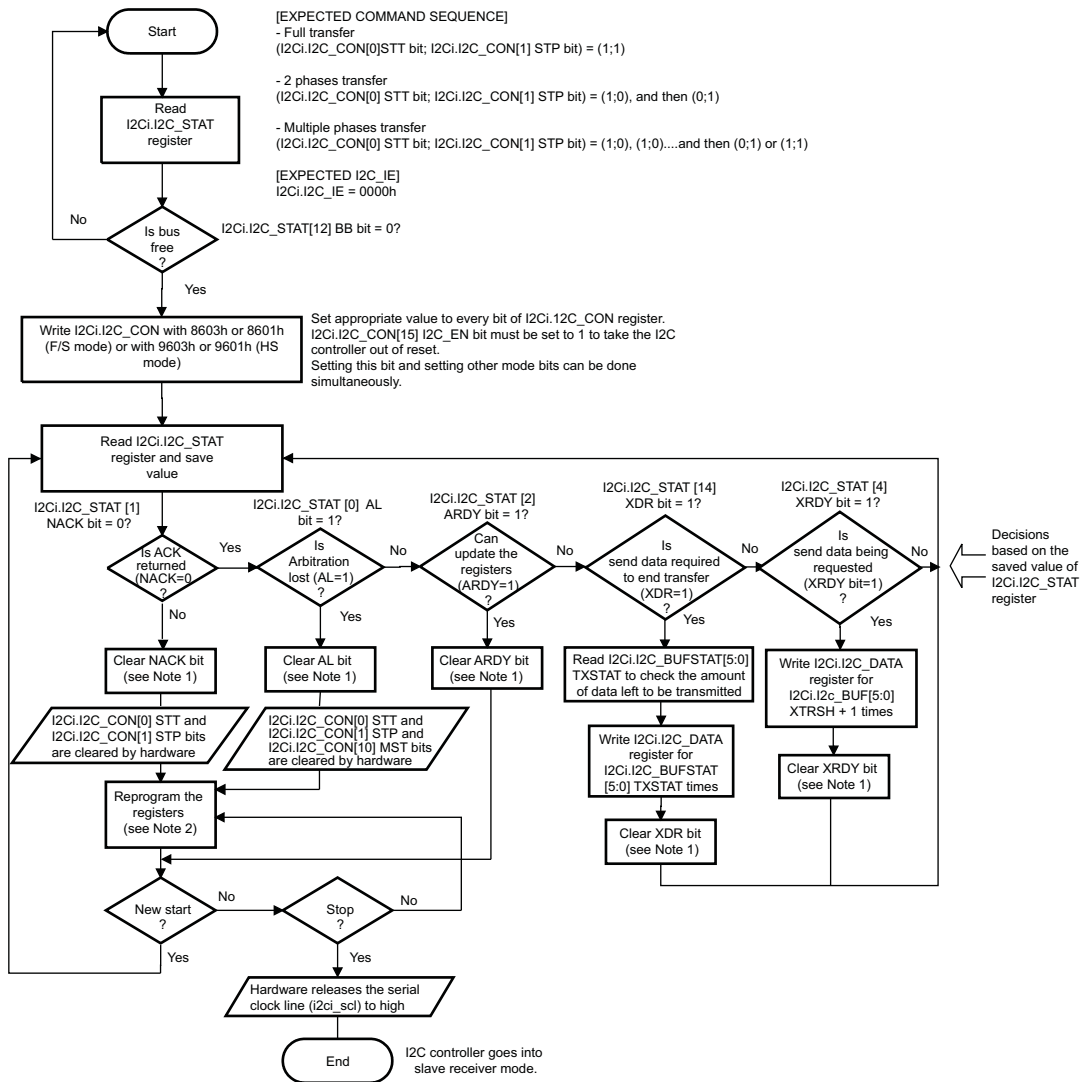 Start
[EXPECTED COMMAND SEQUENCE]
- Full transfer
(I2Ci.I2C_CON[0]STT bit; I2Ci.I2C_CON[1] STP bit) = (1;1)
- 2 phases transfer
(I2Ci.I2C_CON[0] STT bit; I2Ci.I2C_CON[1] STP bit) = (1;0), and then (0;1)
- Multiple phases transfer
(I2Ci.I2C_CON[0] STT bit; I2Ci.I2C_CON[1] STP bit) = (1;0), (1;0)....and then (0;1) or (1;1)
[EXPECTED I2C_IE]
I2Ci.I2C_IE = 0000h
Read
I2Ci.I2C_STAT
register
No
Is bus
free
?
I2Ci.I2C_STAT[12] BB bit = 0?
Yes
Write I2Ci.I2C_CON with 8603h or 8601h
(F/S mode) or with 9603h or 9601h (HS
mode)
Set appropriate value to every bit of I2Ci.12C_CON register.
I2Ci.I2C_CON[15] I2C_EN bit must be set to 1 to take the I2C
controller out of reset.
Setting this bit and setting other mode bits can be done
simultaneously.
Read I2Ci.I2C_STAT
register and save
value
I2Ci.I2C_STAT [1]
NACK bit = 0?
Is ACK
returned
(NACK=0
?
Yes
No
I2Ci.I2C_STAT [0] AL
bit = 1?
Is
Arbitration
lost (AL=1)
?
No
Yes
I2Ci.I2C_STAT [2]
ARDY bit = 1?
Can
update the
registers
(ARDY=1)
?
No
Yes
I2Ci.I2C_STAT [14]
XDR bit = 1?
Is
send data required
to end transfer
(XDR=1)
?
No
Yes
I2Ci.I2C_STAT [4]
XRDY bit = 1?
Is
send data being
requested
(XRDY bit=1)
?
No
Yes
Decisions
based on the
saved value of
I2Ci.I2C_STAT
register
Clear NACK bit
(see Note 1)
Clear AL bit
(see Note 1)
Clear ARDY bit
(see Note 1)
Read I2Ci.I2C_BUFSTAT[5:0]
TXSTAT to check the amount
of data left to be transmitted
Write I2Ci.I2C_DATA
register for
I2Ci.I2c_BUF[5:0]
XTRSH + 1 times
I2Ci.I2C_CON[0] STT and
I2Ci.I2C_CON[1] STP bits
are cleared by hardware
I2Ci.I2C_CON[0] STT and
I2Ci.I2C_CON[1] STP and
I2Ci.I2C_CON[10] MST bits
are cleared by hardware
Write I2Ci.I2C_DATA
register for
I2Ci.I2C_BUFSTAT
[5:0] TXSTAT times
Clear XRDY bit
(see Note 1)
Reprogram the
registers
(see Note 2)
Clear XDR bit
(see Note 1)
New start
?
No
Yes
Stop
?
No
Yes
Hardware releases the serial
clock line (i2ci_scl) to high
End
I2C controller goes into
slave receiver mode.